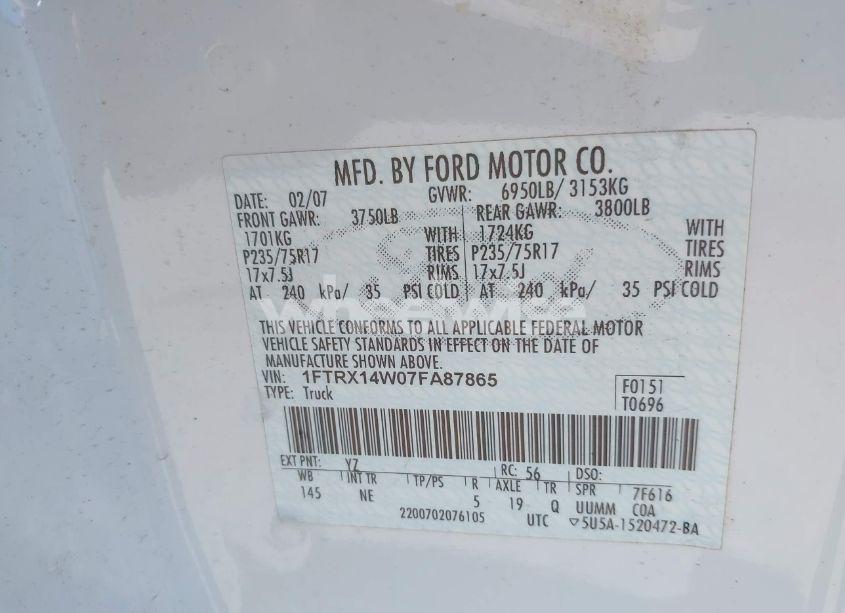 MFD. BY FORD MOTOR CO.
DATE: 02/07 GVWR: 6950LB/ 3153KG
FRONT GAWR: 3750LB REAR GAWR: 3800LB
1701KG WITH 1724KG WITH
P235/75R17 TIRES P235/75R17 TIRES
17x7.5J RIMS 17x7.5J RIMS
AT 240 kPa/ 35 PSI COLD AT 240 kPa/ 35 PSI COLD
THIS VEHICLE CONFORMS TO ALL APPLICABLE FEDERAL MOTOR
VEHICLE SAFETY STANDARDS IN EFFECT ON THE DATE OF
MANUFACTURE SHOWN ABOVE.
VIN: 1FTRX14W07FA87865 F0151
TYPE: Truck T0696
EXT PNT: YZ RC: 56 DSO:
WB INT TR TP/PS R AXLE TR SPR 7F616
145 NE 5 19 Q UUMM COA
2200702076105 UTC ▽5U5A-1520472-BA